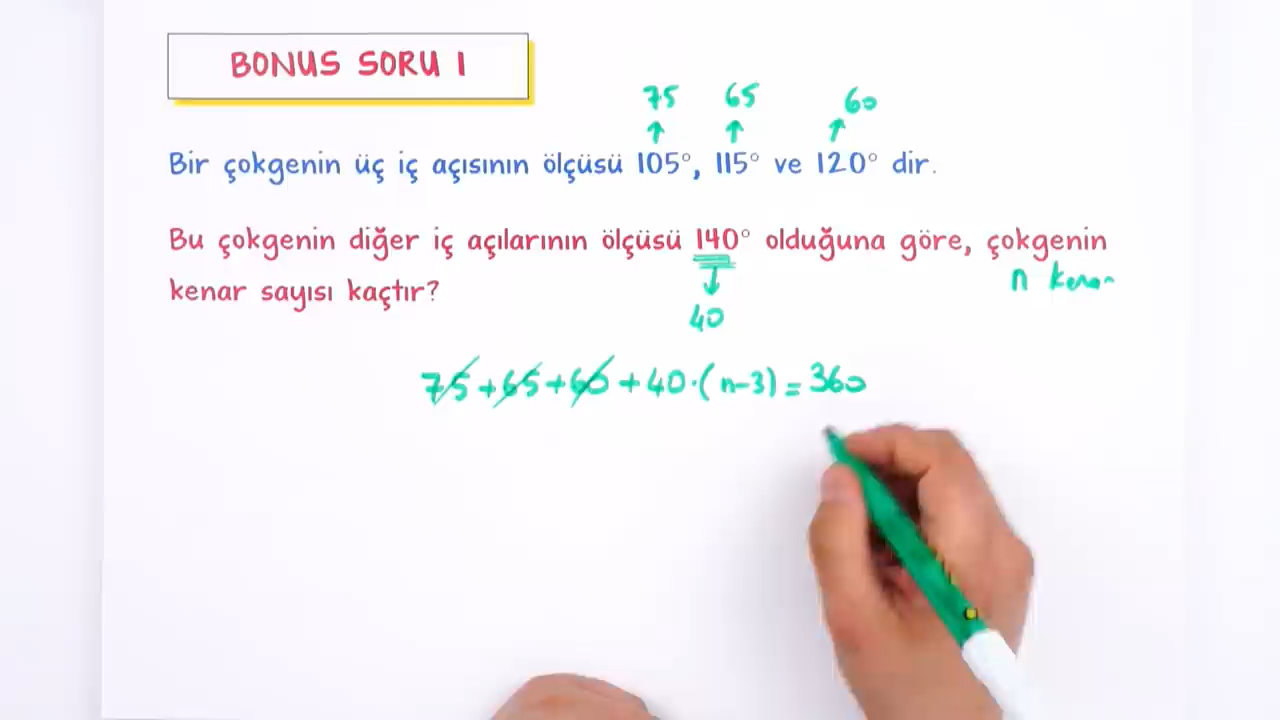 BONUS SORU 1
75 65 60
Bir çokgenin üç iç açısının ölçüsü 105°, 115° ve 120° dir.
Bu çokgenin diğer iç açılarının ölçüsü 140° olduğuna göre, çokgenin
kenar sayısı kaçtır?
n kenar
40
75+65+60+40·(n-3)=360